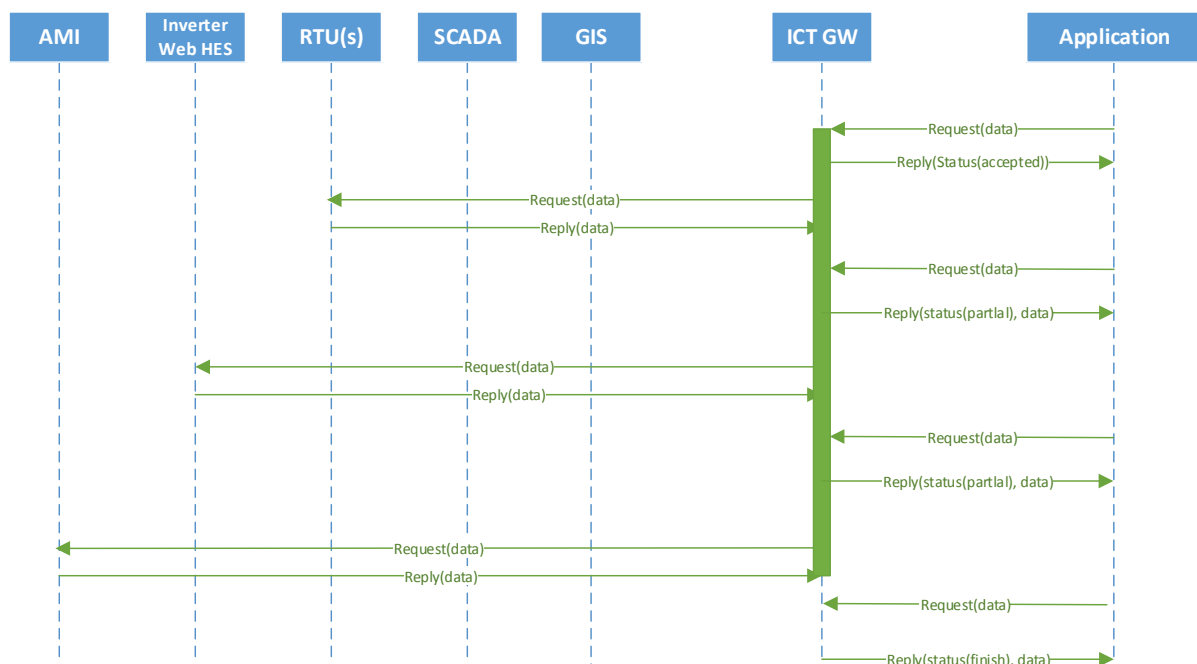 AMI
Inverter
Web HES
RTU(s)
SCADA
GIS
ICT GW
Application
Request(data)
Reply(Status(accepted))
Request(data)
Reply(data)
Request(data)
Reply(status(partial), data)
Request(data)
Reply(data)
Request(data)
Reply(status(partial), data)
Request(data)
Reply(data)
Request(data)
Reply(status(finish), data)